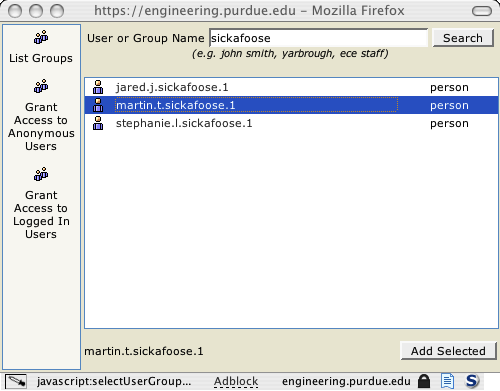 https://engineering.purdue.edu – Mozilla Firefox
List Groups
Grant
Access to
Anonymous
Users
Grant
Access to
Logged In
Users
User or Group Name sickafoose Search
(e.g. john smith, yarbrough, ece staff)
jared.j.sickafoose.1 person
martin.t.sickafoose.1 person
stephanie.l.sickafoose.1 person
martin.t.sickafoose.1 Add Selected
javascript:selectUserGroup... Adblock engineering.purdue.edu S